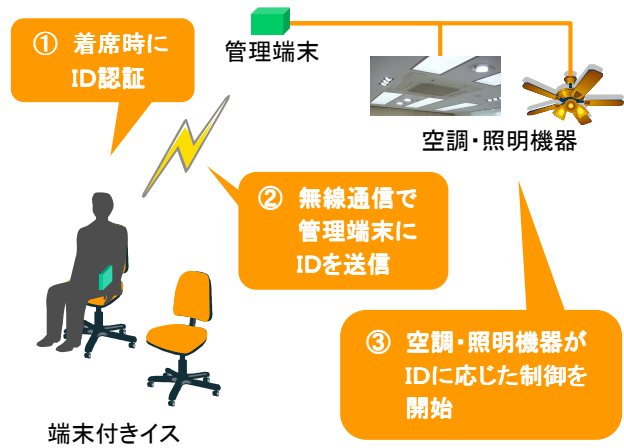 ① 着席時に
ID認証
管理端末
空調・照明機器
② 無線通信で
管理端末に
IDを送信
③ 空調・照明機器が
IDに応じた制御を
開始
端末付きイス